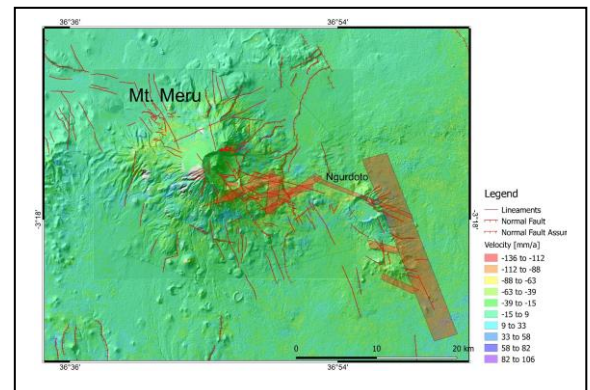 36°36' 36°54'
Mt. Meru
Ngurdoto
-3°18' -3°18'
0 10 20 km
36°36' 36°54'
Legend
Lineaments
Normal Fault
Normal Fault Assur
Velocity [mm/a]
-136 to -112
-112 to -88
-88 to -63
-63 to -39
-39 to -15
-15 to 9
9 to 33
33 to 58
58 to 82
82 to 106